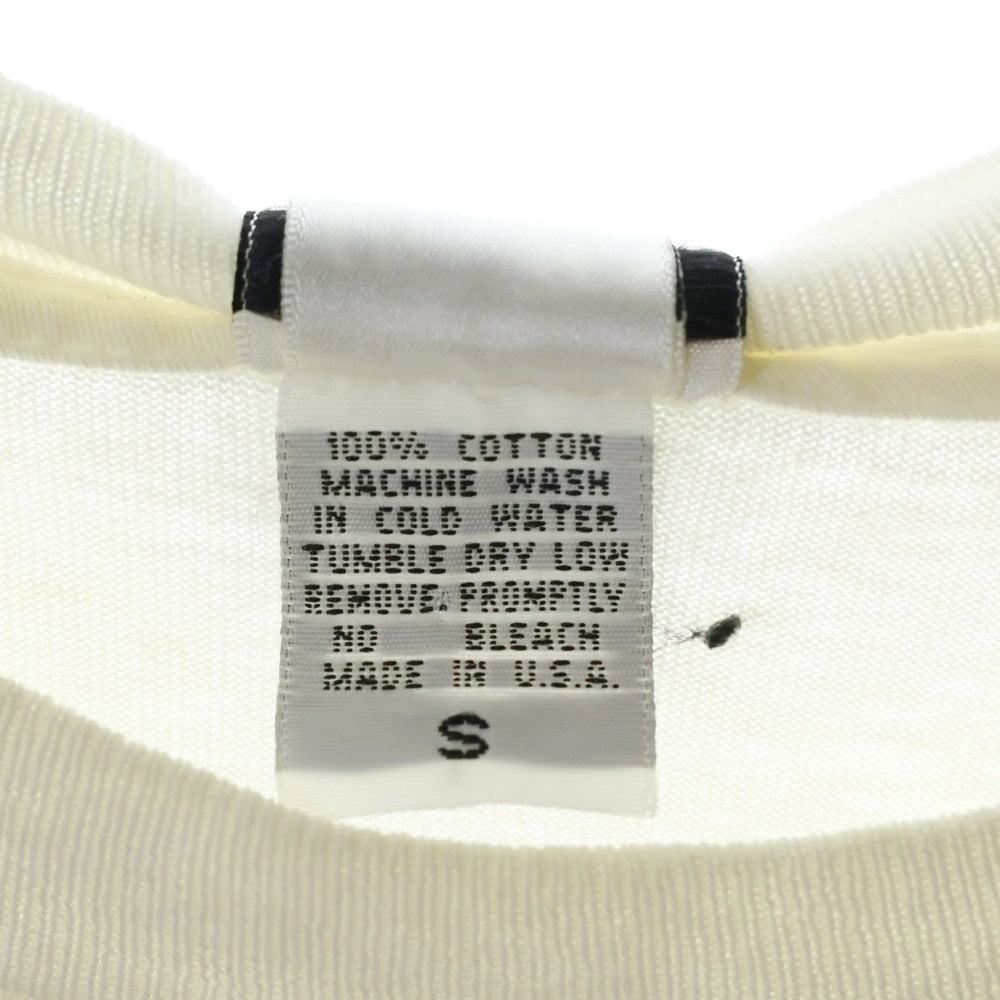 100% COTTON
MACHINE WASH
IN COLD WATER
TUMBLE DRY LOW
REMOVE PROMPTLY
NO BLEACH
MADE IN U.S.A.
S